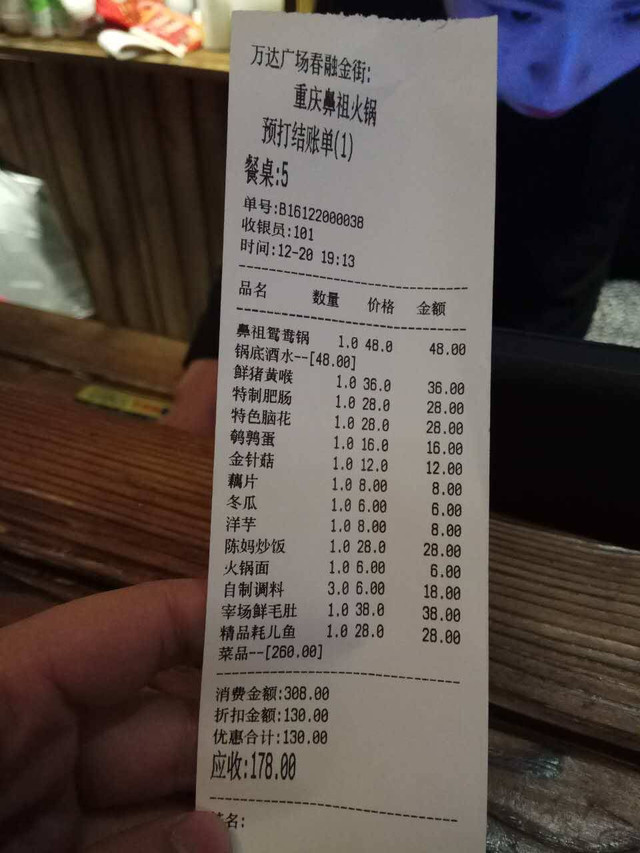 万达广场春融金街:
重庆鼻祖火锅
预打结账单(1)
餐桌:5
单号:B16122000038
收银员:101
时间:12-20 19:13
品名 数量 价格 金额
鼻祖鸳鸯锅 1.0 48.0 48.00
锅底酒水--[48.00]
鲜猪黄喉 1.0 36.0 36.00
特制肥肠 1.0 28.0 28.00
特色脑花 1.0 28.0 28.00
鹌鹑蛋 1.0 16.0 16.00
金针菇 1.0 12.0 12.00
藕片 1.0 8.00 8.00
冬瓜 1.0 6.00 6.00
洋芋 1.0 8.00 8.00
陈妈炒饭 1.0 28.0 28.00
火锅面 1.0 6.00 6.00
自制调料 3.0 6.00 18.00
宰场鲜毛肚 1.0 38.0 38.00
精品耗儿鱼 1.0 28.0 28.00
菜品--[260.00]
消费金额:308.00
折扣金额:130.00
优惠合计:130.00
应收:178.00
名: